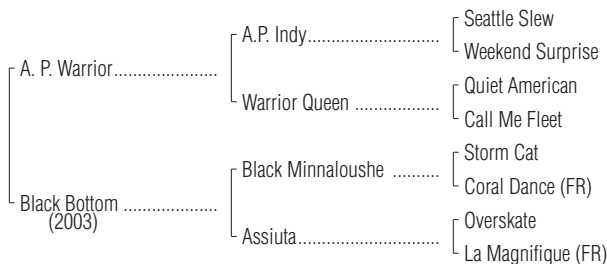 Seattle Slew
A.P. Indy
Weekend Surprise
A. P. Warrior
Quiet American
Warrior Queen
Call Me Fleet
Storm Cat
Black Minnaloushe
Coral Dance (FR)
Black Bottom
(2003)
Overskate
Assiuta
La Magnifique (FR)